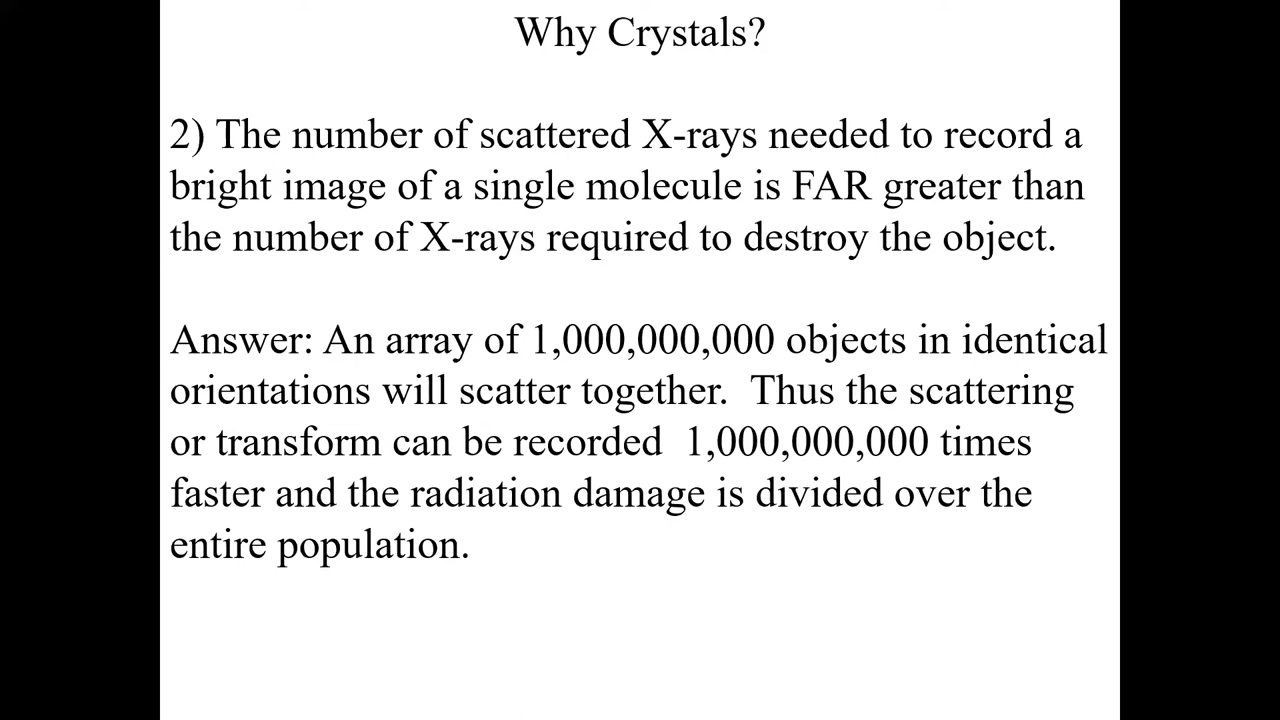 Why Crystals?
2) The number of scattered X-rays needed to record a
bright image of a single molecule is FAR greater than
the number of X-rays required to destroy the object.
Answer: An array of 1,000,000,000 objects in identical
orientations will scatter together.  Thus the scattering
or transform can be recorded  1,000,000,000 times
faster and the radiation damage is divided over the
entire population.